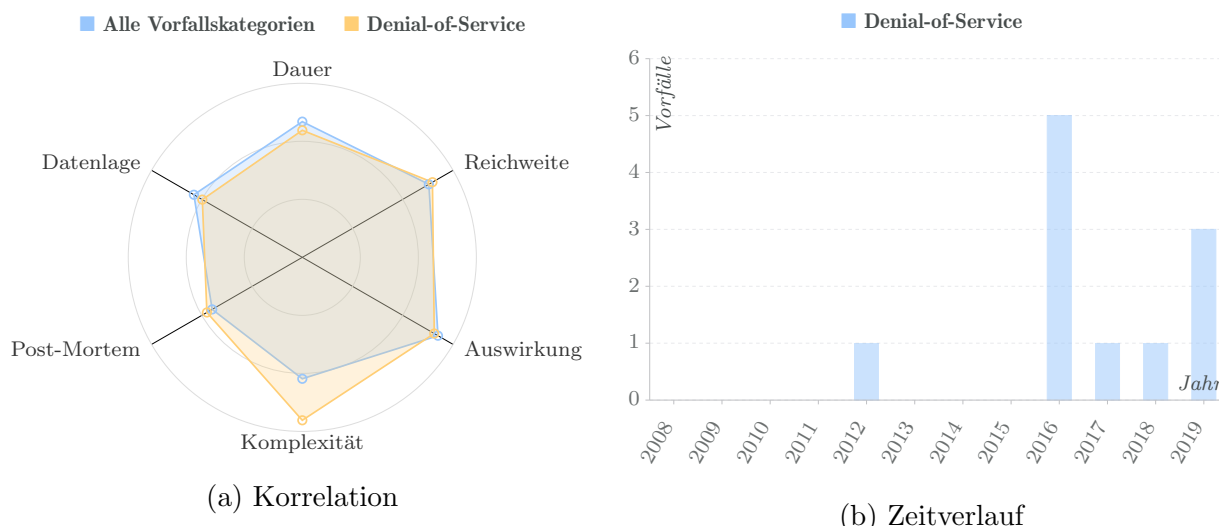 Alle Vorfallskategorien Denial-of-Service
Dauer
Datenlage Reichweite
Post-Mortem Auswirkung
Komplexität
(a) Korrelation
Denial-of-Service
Vorfälle
6
5
4
3
2
1
0
Jahr
2008 2009 2010 2011 2012 2013 2014 2015 2016 2017 2018 2019
(b) Zeitverlauf